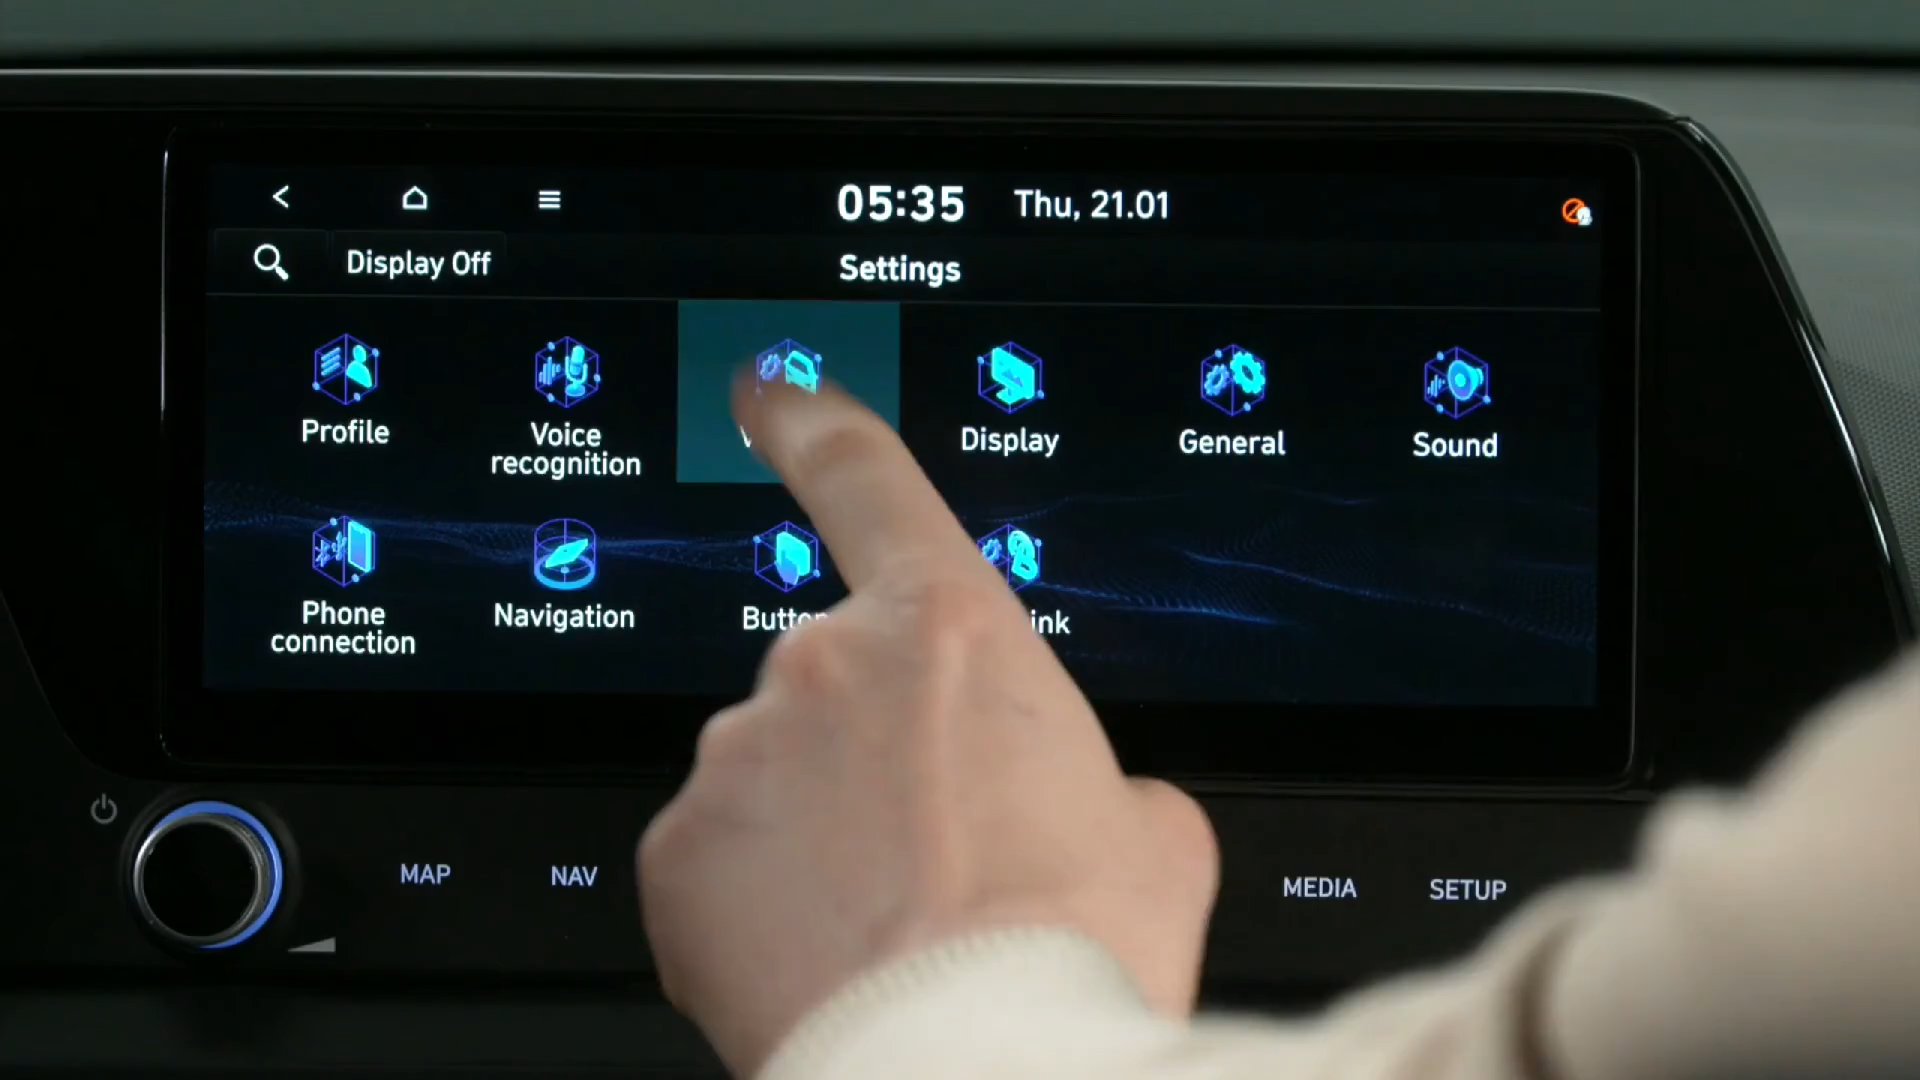 05:35 Thu, 21.01
Display Off
Settings
Profile
Voice
recognition
Display
General
Sound
Phone
connection
Navigation
MAP
NAV
MEDIA
SETUP